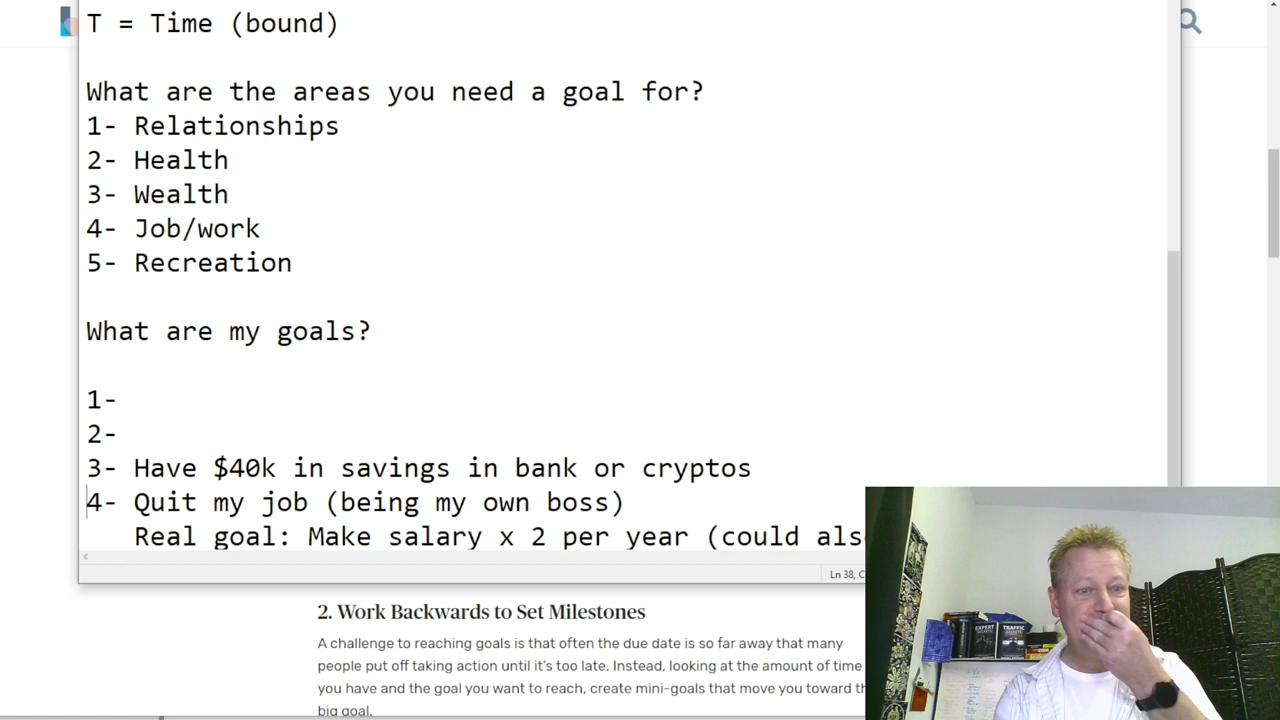 T = Time (bound)
What are the areas you need a goal for?
1- Relationships
2- Health
3- Wealth
4- Job/work
5- Recreation
What are my goals?
1-
2-
3- Have $40k in savings in bank or cryptos
4- Quit my job (being my own boss)
Real goal: Make salary x 2 per year (could als
Ln 38, C
2. Work Backwards to Set Milestones
A challenge to reaching goals is that often the due date is so far away that many
people put off taking action until it's too late. Instead, looking at the amount of time
you have and the goal you want to reach, create mini-goals that move you toward th
big goal.
EXPERT
SECRETS
TRAFFIC
SECRETS